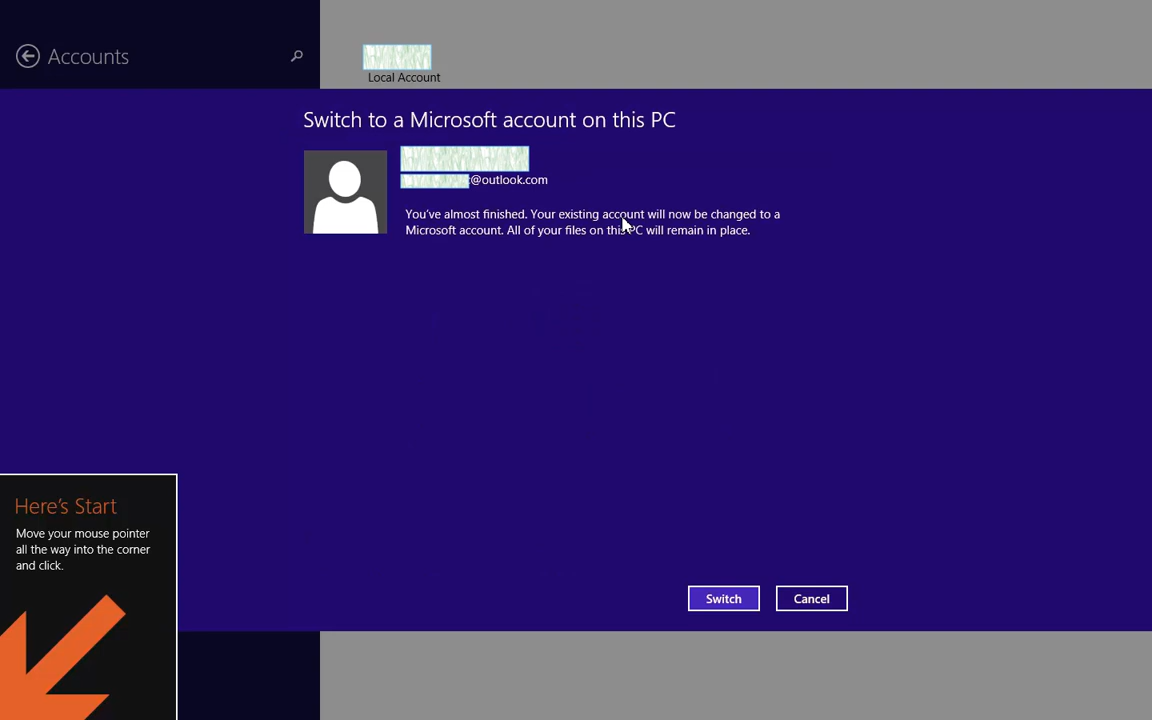 Accounts
Local Account
Switch to a Microsoft account on this PC
@outlook.com
You've almost finished. Your existing account will now be changed to a
Microsoft account. All of your files on this PC will remain in place.
Here's Start
Move your mouse pointer
all the way into the corner
and click.
Switch
Cancel